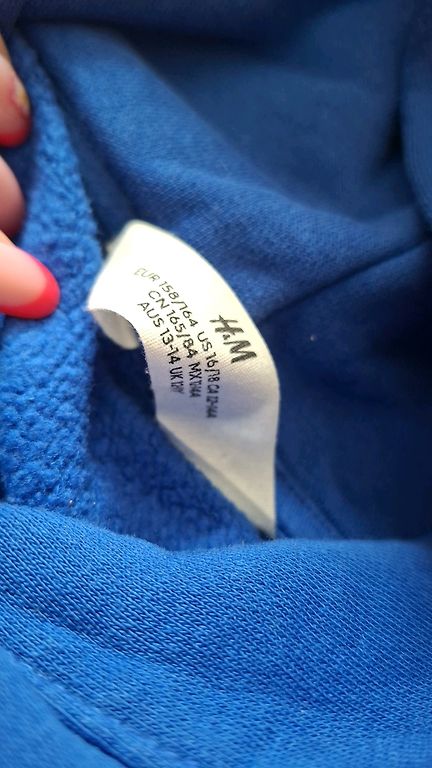 H&M
EUR 158/164 US 16/18
CN 165/84
AUS 13-14 UK